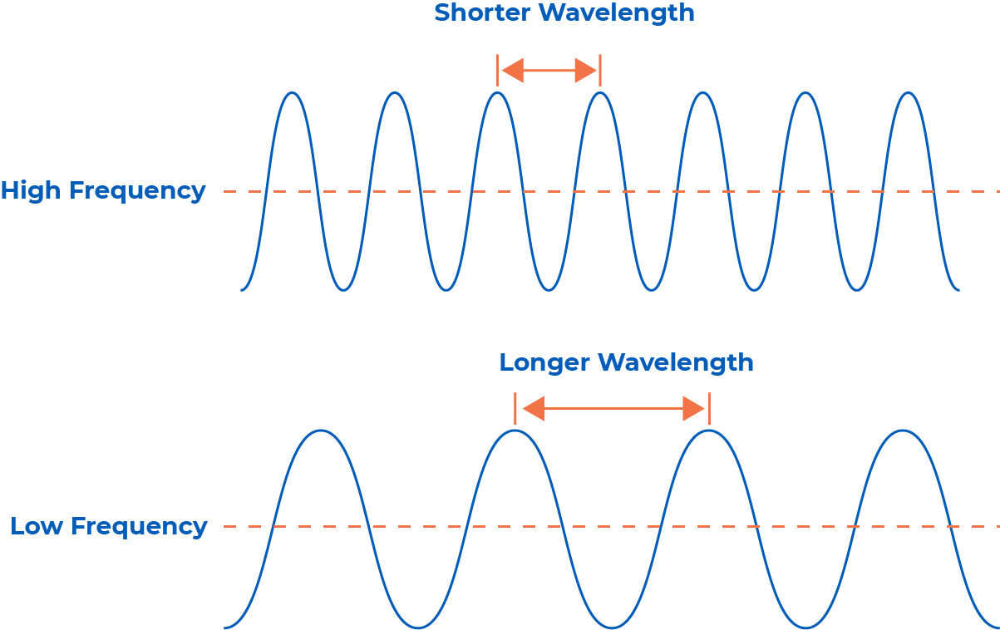 Shorter Wavelength
High Frequency
Longer Wavelength
Low Frequency